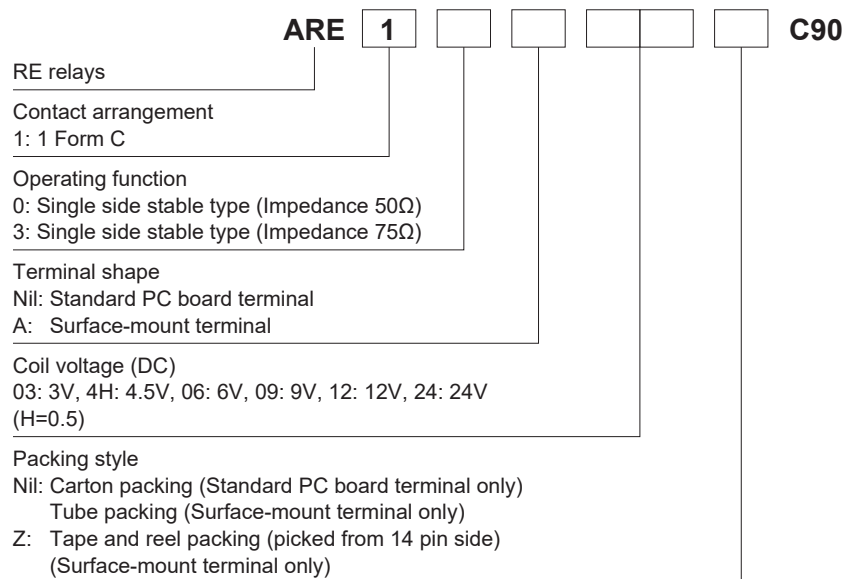 ARE 1 C90
RE relays
Contact arrangement
1: 1 Form C
Operating function
0: Single side stable type (Impedance 50Ω)
3: Single side stable type (Impedance 75Ω)
Terminal shape
Nil: Standard PC board terminal
A: Surface-mount terminal
Coil voltage (DC)
03: 3V, 4H: 4.5V, 06: 6V, 09: 9V, 12: 12V, 24: 24V
(H=0.5)
Packing style
Nil: Carton packing (Standard PC board terminal only)
Tube packing (Surface-mount terminal only)
Z: Tape and reel packing (picked from 14 pin side)
(Surface-mount terminal only)